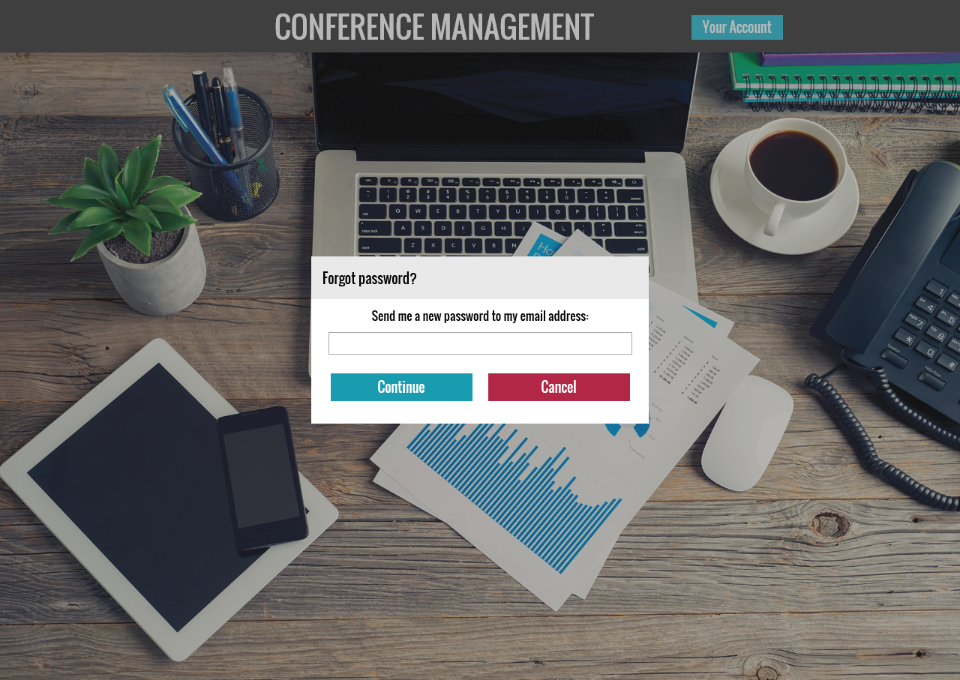 CONFERENCE MANAGEMENT
Your Account
Forgot password?
Send me a new password to my email address:
Continue
Cancel